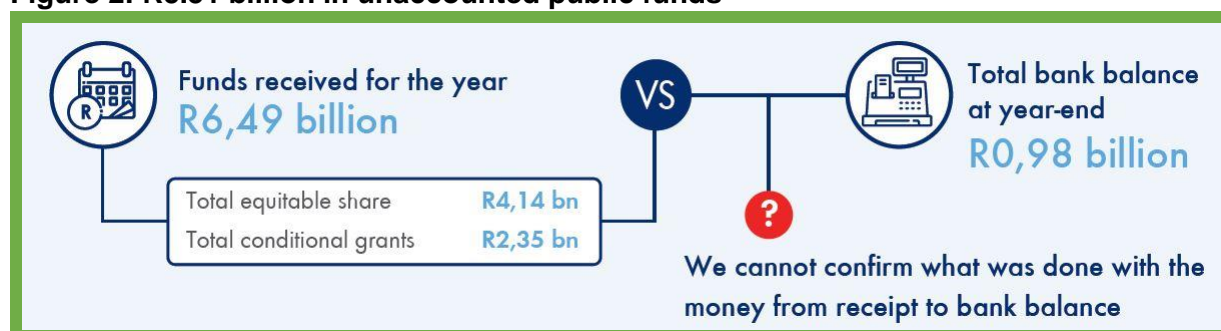 Funds received for the year
R6,49 billion
Total equitable share R4,14 bn
Total conditional grants R2,35 bn
VS
Total bank balance
at year-end
R0,98 billion
?
We cannot confirm what was done with the
money from receipt to bank balance